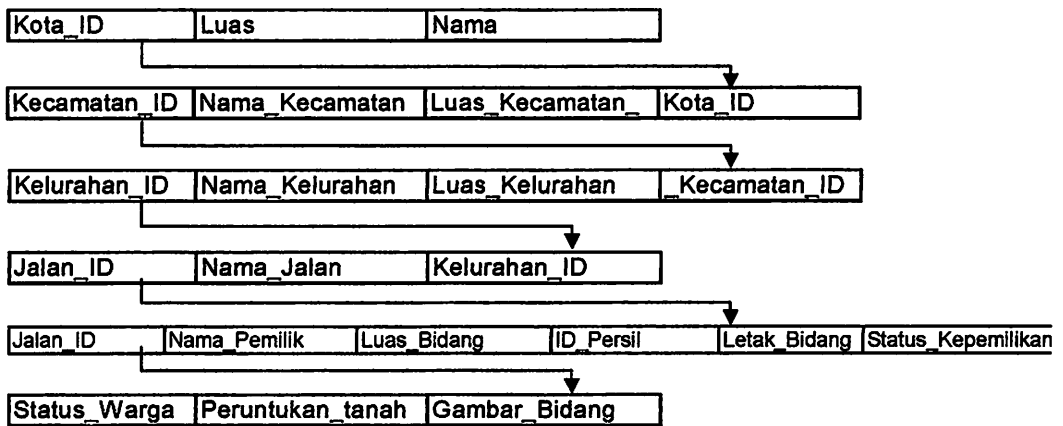 Kota_ID Luas Nama
Kecamatan_ID Nama_Kecamatan Luas_Kecamatan_ Kota_ID
Kelurahan_ID Nama_Kelurahan Luas_Kelurahan _Kecamatan_ID
Jalan_ID Nama_Jalan Kelurahan_ID
Jalan_ID Nama_Pemilik Luas_Bidang ID_Persil Letak_Bidang Status_Kepemilikan
Status_Warga Peruntukan_tanah Gambar_Bidang